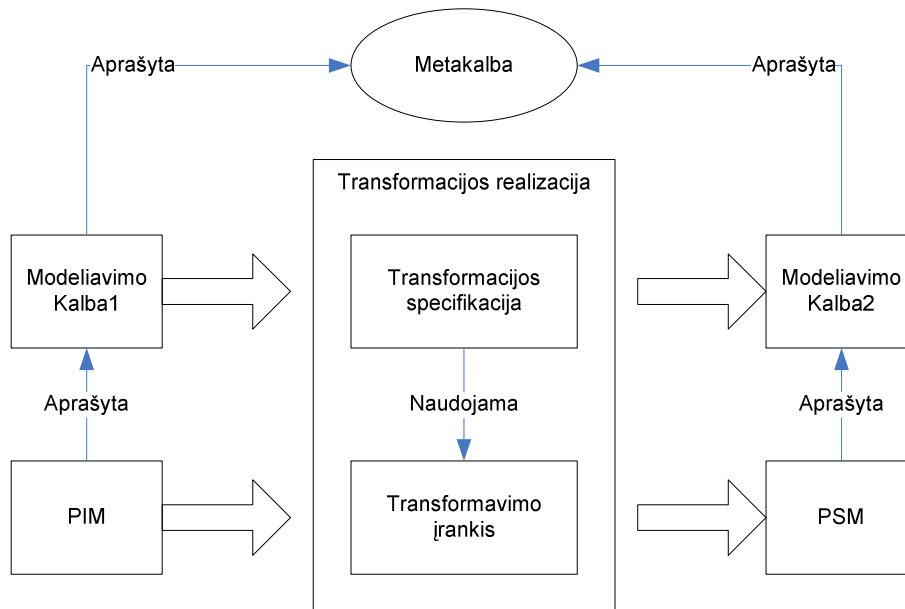 Aprašyta
Metakalba
Aprašyta
Transformacijos realizacija
Modeliavimo
Kalba1
Transformacijos
specifikacija
Modeliavimo
Kalba2
Aprašyta
Naudojama
Aprašyta
PIM
Transformavimo
įrankis
PSM